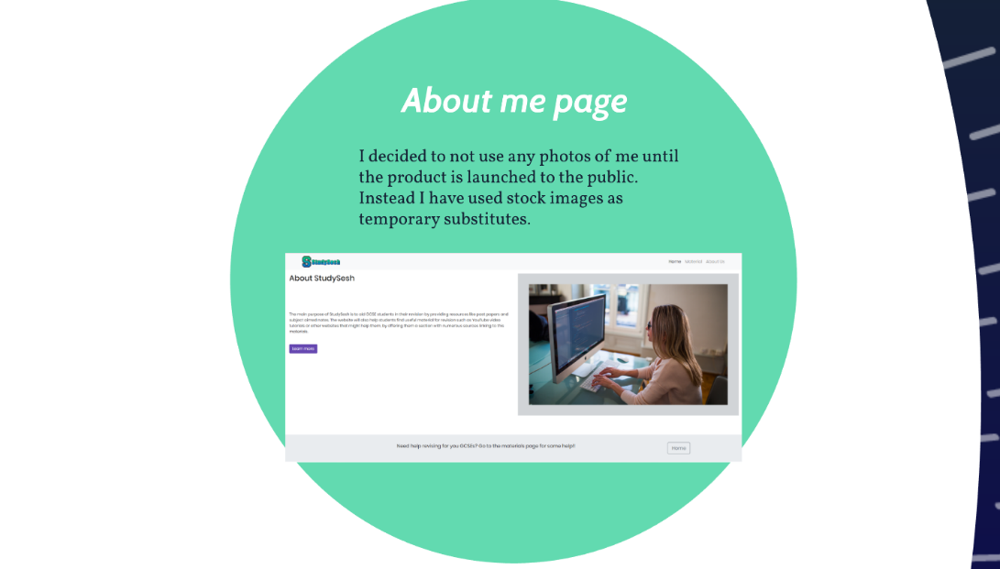 About me page
I decided to not use any photos of me until
the product is launched to the public.
Instead I have used stock images as
temporary substitutes.
StudySesh
Home Material About Us
About StudySesh
The main purpose of StudySesh is to aid GCSE students in their revision by providing resources like past papers and
subject related notes. The website will also help students find useful material for revision such as YouTube video
tutorials or other websites that might help them, by offering them a section with numerous sources linking to the
materials.
Learn more
Need help revising for you GCSEs? Go to the materials page for some help!!
Home